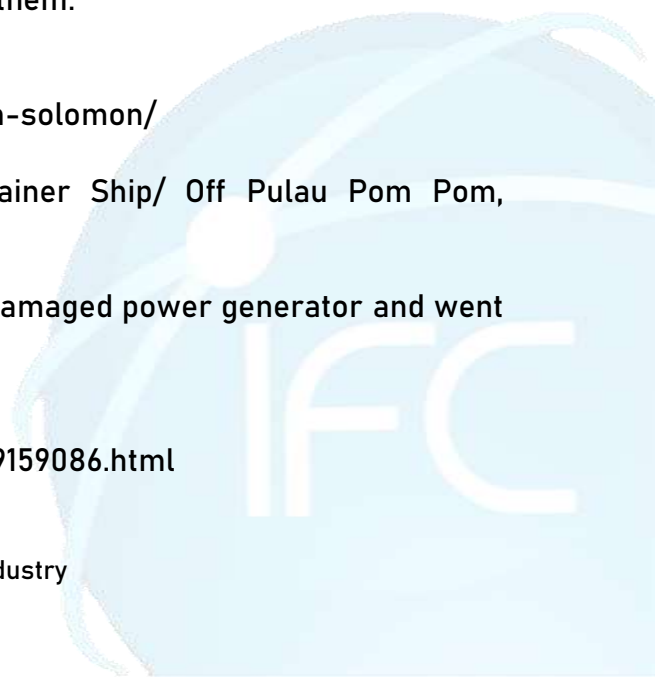 them.
n-solomon/
ainer Ship/ Off Pulau Pom Pom,
amaged power generator and went
9159086.html
dustry
IFC